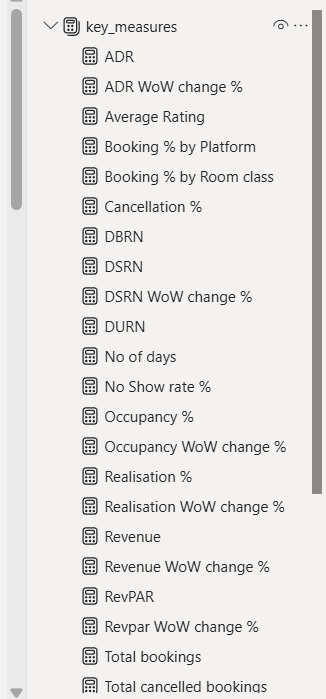 key_measures
ADR
ADR WoW change %
Average Rating
Booking % by Platform
Booking % by Room class
Cancellation %
DBRN
DSRN
DSRN WoW change %
DURN
No of days
No Show rate %
Occupancy %
Occupancy WoW change %
Realisation %
Realisation WoW change %
Revenue
Revenue WoW change %
RevPAR
Revpar WoW change %
Total bookings
Total cancelled bookings